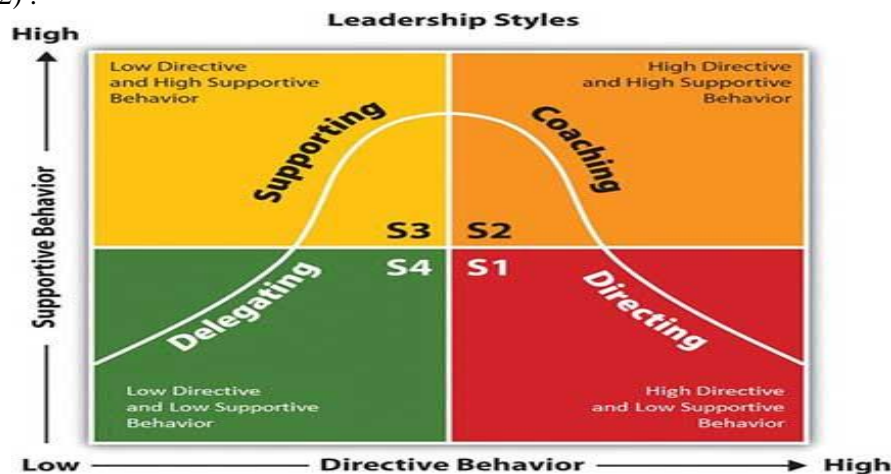 2) .
Leadership Styles
High
Low Directive
and High Supportive
Behavior
High Directive
and High Supportive
Behavior
Supporting
Coaching
Supportive Behavior
S3 S2
S4 S1
Delegating
Directing
Low Directive
and Low Supportive
Behavior
High Directive
and Low Supportive
Behavior
Low Directive Behavior High